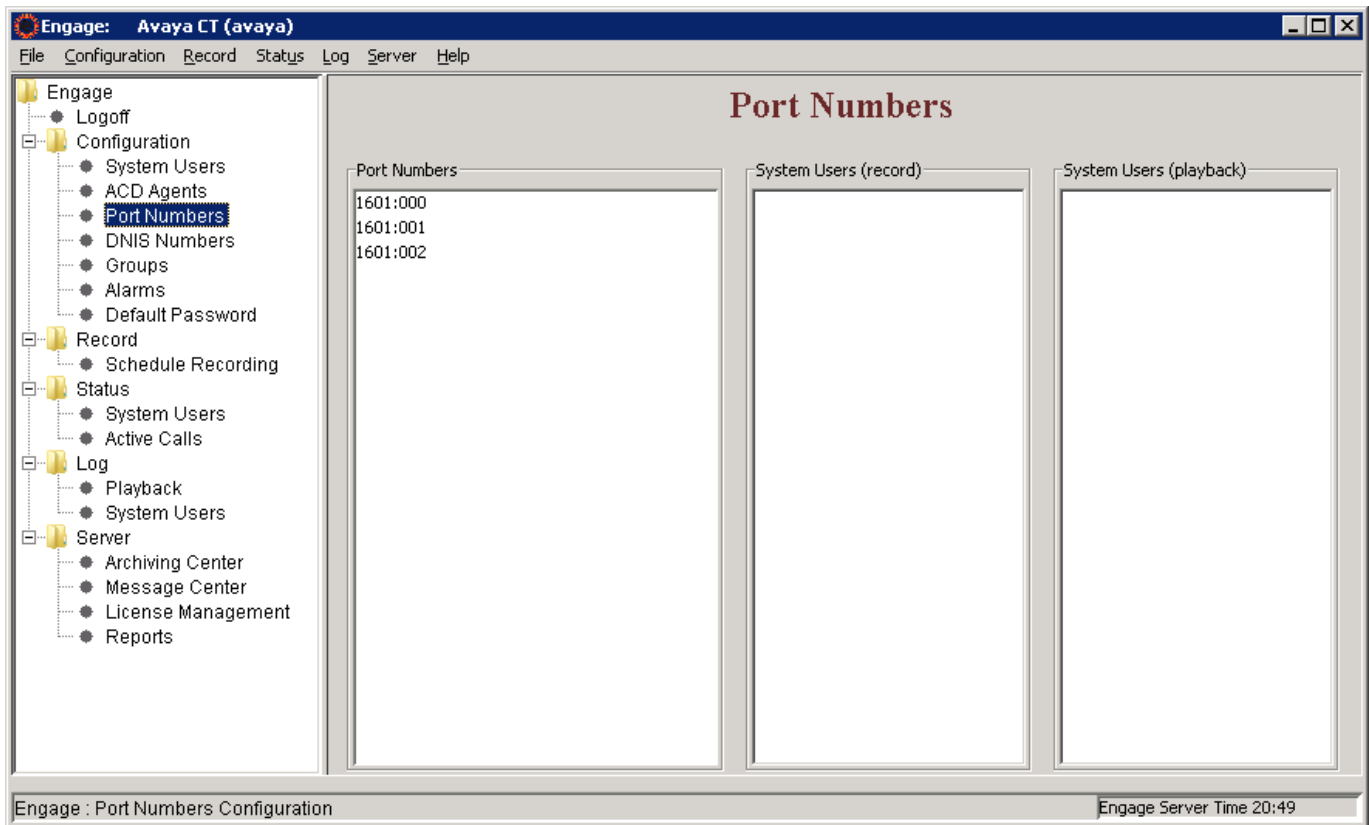 Engage: Avaya CT (avaya)
File Configuration Record Status Log Server Help
Engage
Logoff
Configuration
System Users
ACD Agents
Port Numbers
DNIS Numbers
Groups
Alarms
Default Password
Record
Schedule Recording
Status
System Users
Active Calls
Log
Playback
System Users
Server
Archiving Center
Message Center
License Management
Reports
Port Numbers
Port Numbers
1601:000
1601:001
1601:002
System Users (record)
System Users (playback)
Engage : Port Numbers Configuration
Engage Server Time 20:49